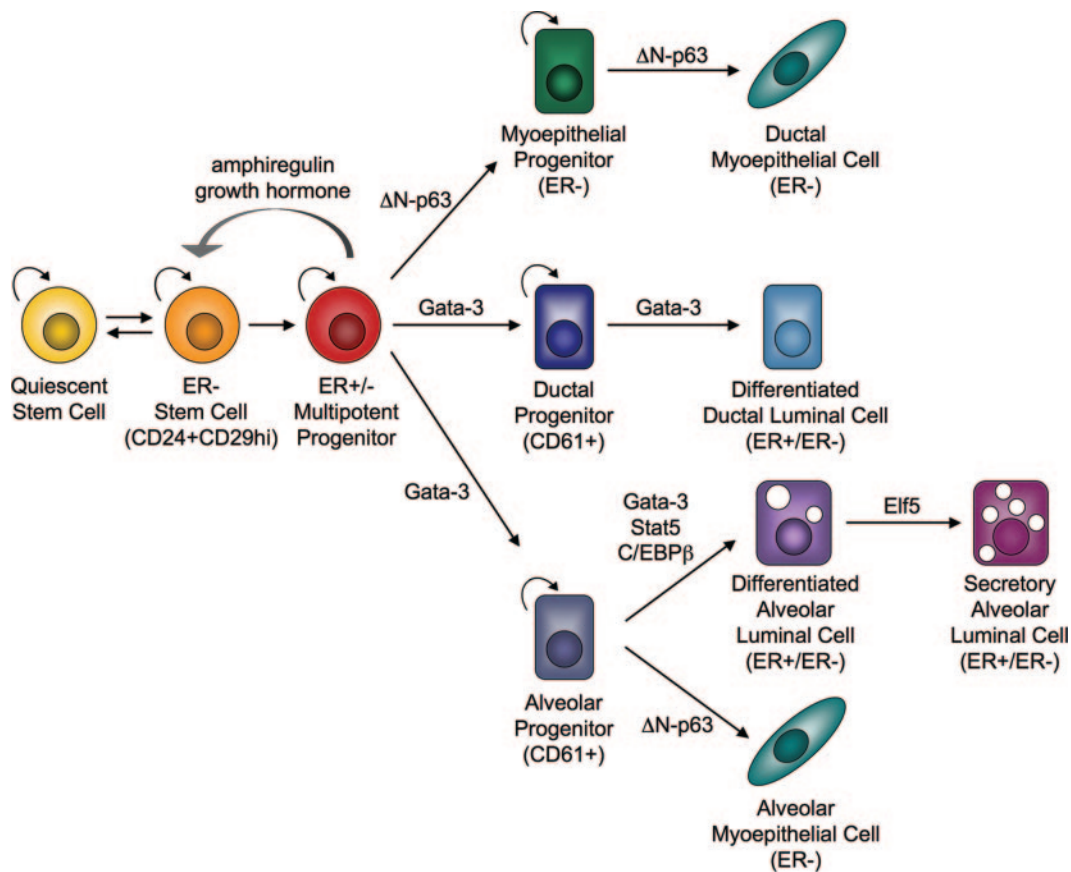 ΔN-p63
Myoepithelial
Progenitor
(ER-)
Ductal
Myoepithelial Cell
(ER-)
amphiregulin
growth hormone
ΔN-p63
Gata-3
Gata-3
Quiescent
Stem Cell
ER-
Stem Cell
(CD24+CD29hi)
ER+/-
Multipotent
Progenitor
Ductal
Progenitor
(CD61+)
Differentiated
Ductal Luminal Cell
(ER+/ER-)
Gata-3
Gata-3
Stat5
C/EBPβ
Elf5
Differentiated
Alveolar
Luminal Cell
(ER+/ER-)
Secretory
Alveolar
Luminal Cell
(ER+/ER-)
Alveolar
Progenitor
(CD61+)
ΔN-p63
Alveolar
Myoepithelial Cell
(ER-)